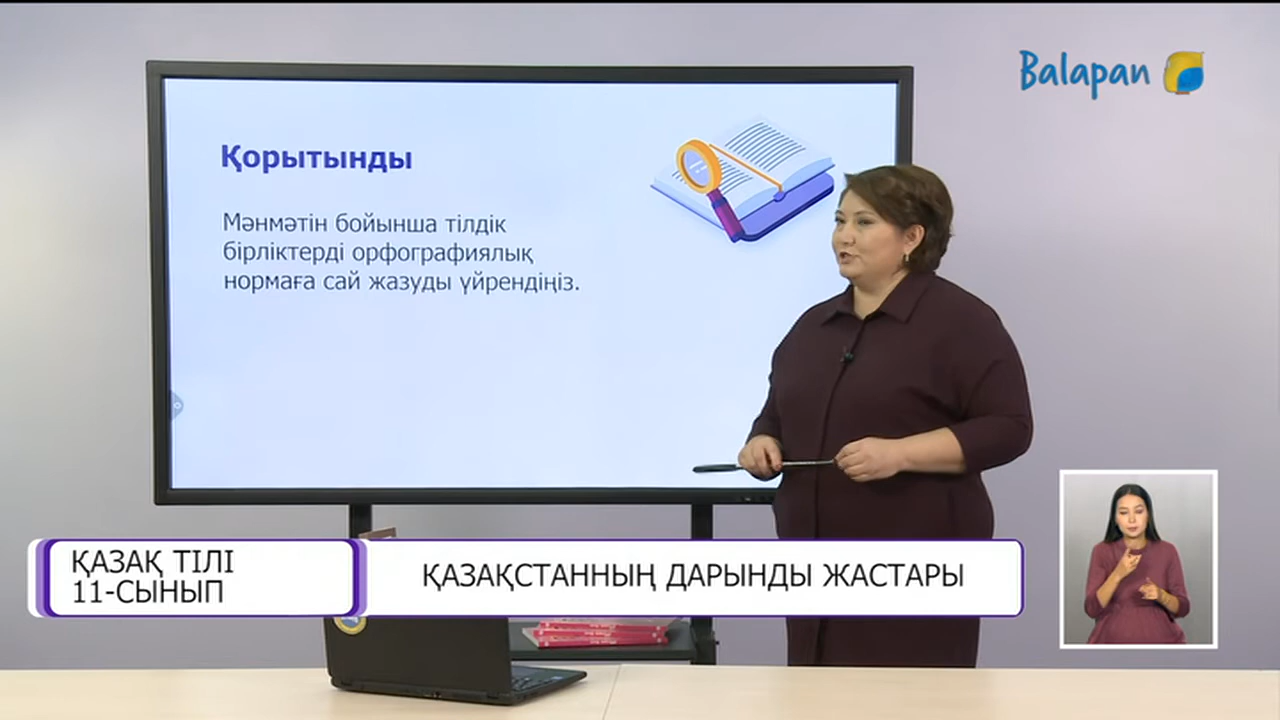 Balapan
Қорытынды
Мәнмәтін бойынша тілдік
бірліктерді орфографиялық
нормаға сай жазуды үйрендіңіз.
ҚАЗАҚ ТІЛІ
11-СЫНЫП
ҚАЗАҚСТАННЫҢ ДАРЫНДЫ ЖАСТАРЫ